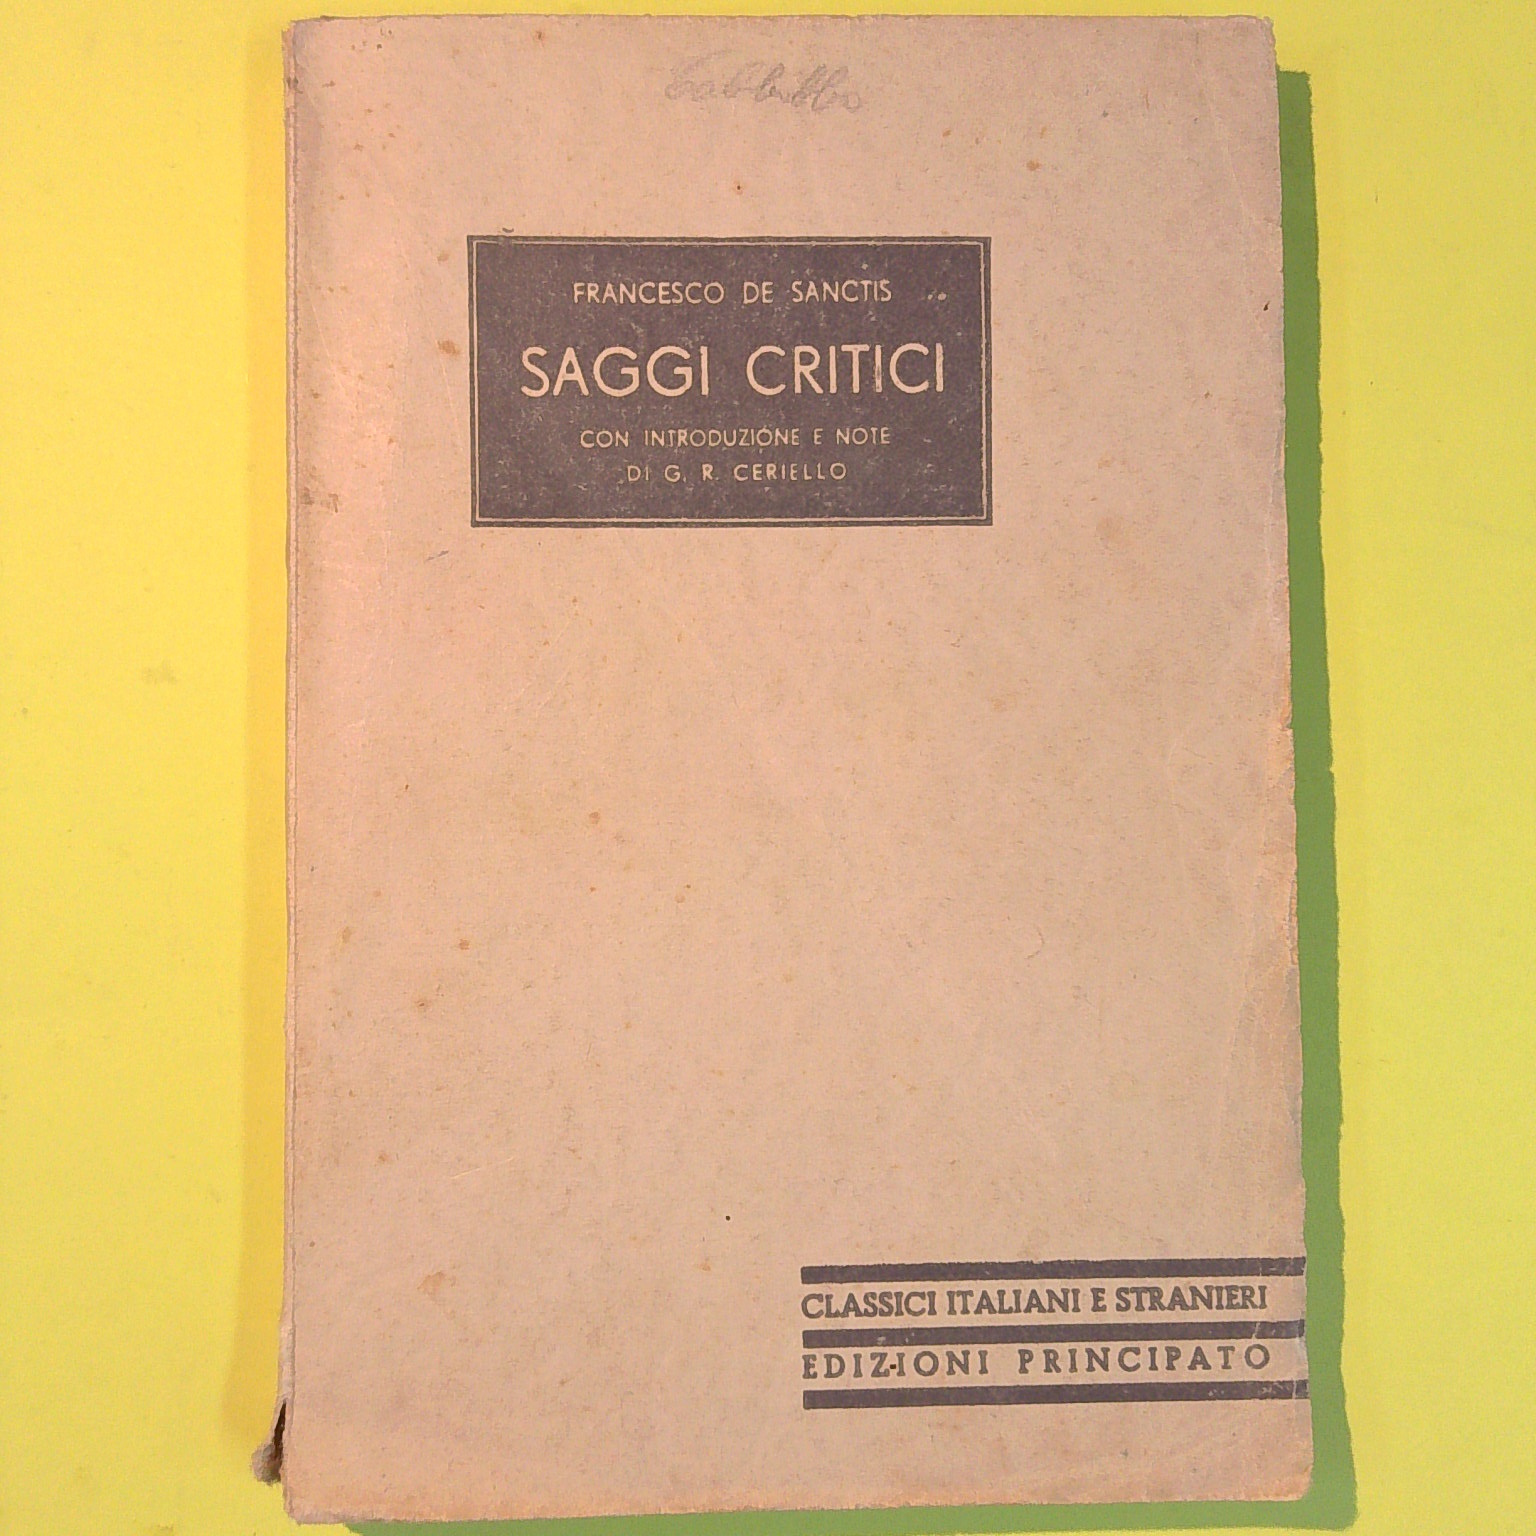 FRANCESCO DE SANCTIS
SAGGI CRITICI
CON INTRODUZIONE E NOTE
DI G. R. CERIELLO
CLASSICI ITALIANI E STRANIERI
EDIZIONI PRINCIPATO